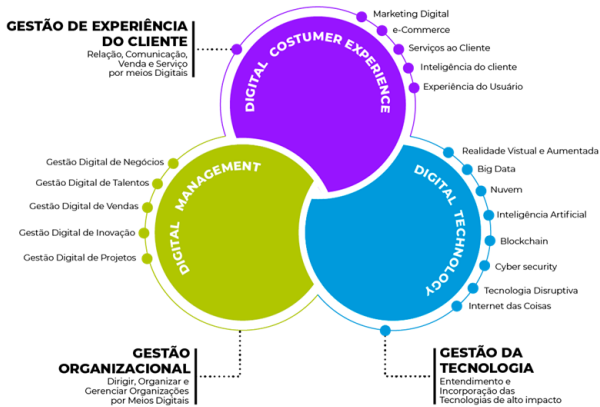 GESTÃO DE EXPERIÊNCIA
DO CLIENTE
Relação, Comunicação,
Venda e Serviço
por meios Digitais
DIGITAL COSTUMER EXPERIENCE
Marketing Digital
e-Commerce
Serviços ao Cliente
Inteligência do cliente
Experiência do Usuário
DIGITAL MANAGEMENT
Gestão Digital de Negócios
Gestão Digital de Talentos
Gestão Digital de Vendas
Gestão Digital de Inovação
Gestão Digital de Projetos
DIGITAL TECHNOLOGY
Realidade Vistual e Aumentada
Big Data
Nuvem
Inteligência Artificial
Blockchain
Cyber security
Tecnologia Disruptiva
Internet das Coisas
GESTÃO
ORGANIZACIONAL
Dirigir, Organizar e
Gerenciar Organizações
por Meios Digitais
GESTÃO DA
TECNOLOGIA
Entendimento e
Incorporação das
Tecnologias de alto impacto